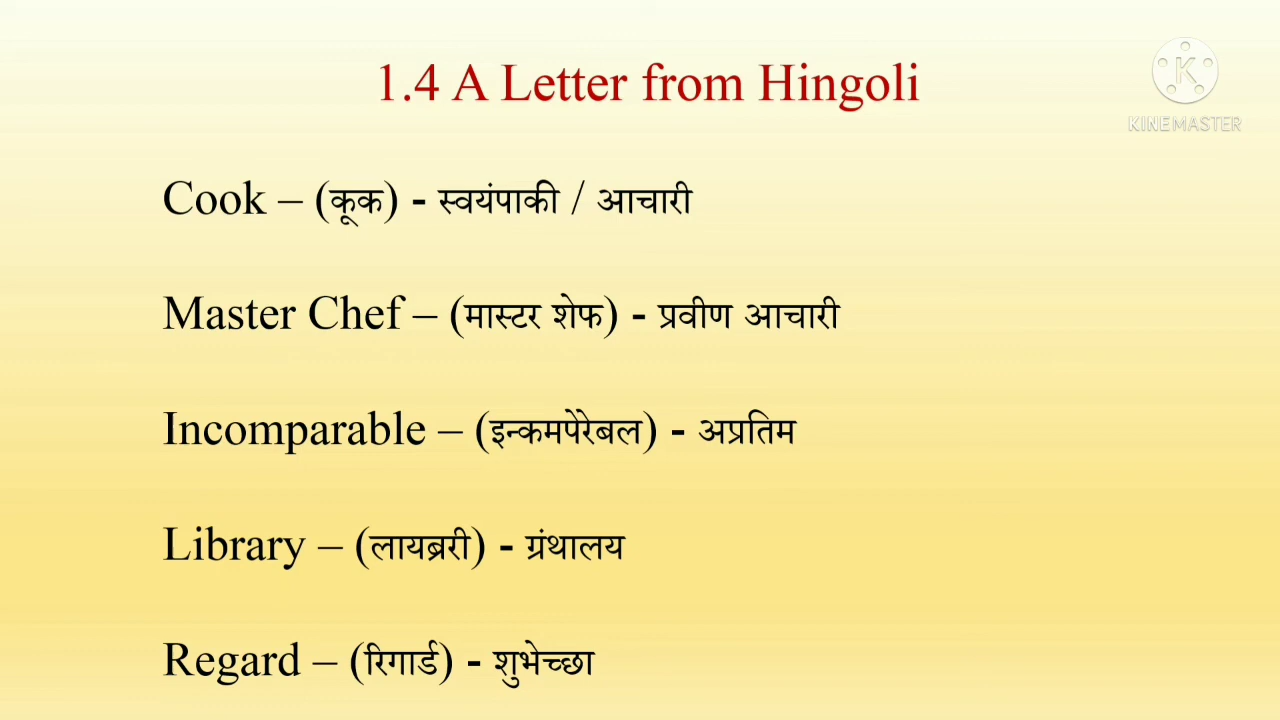 1.4 A Letter from Hingoli
K
KINEMASTER
Cook – (कूक) - स्वयंपाकी / आचारी
Master Chef – (मास्टर शेफ) - प्रवीण आचारी
Incomparable – (इन्कमपेरेबल) - अप्रतिम
Library – (लायब्ररी) - ग्रंथालय
Regard – (रिगार्ड) - शुभेच्छा